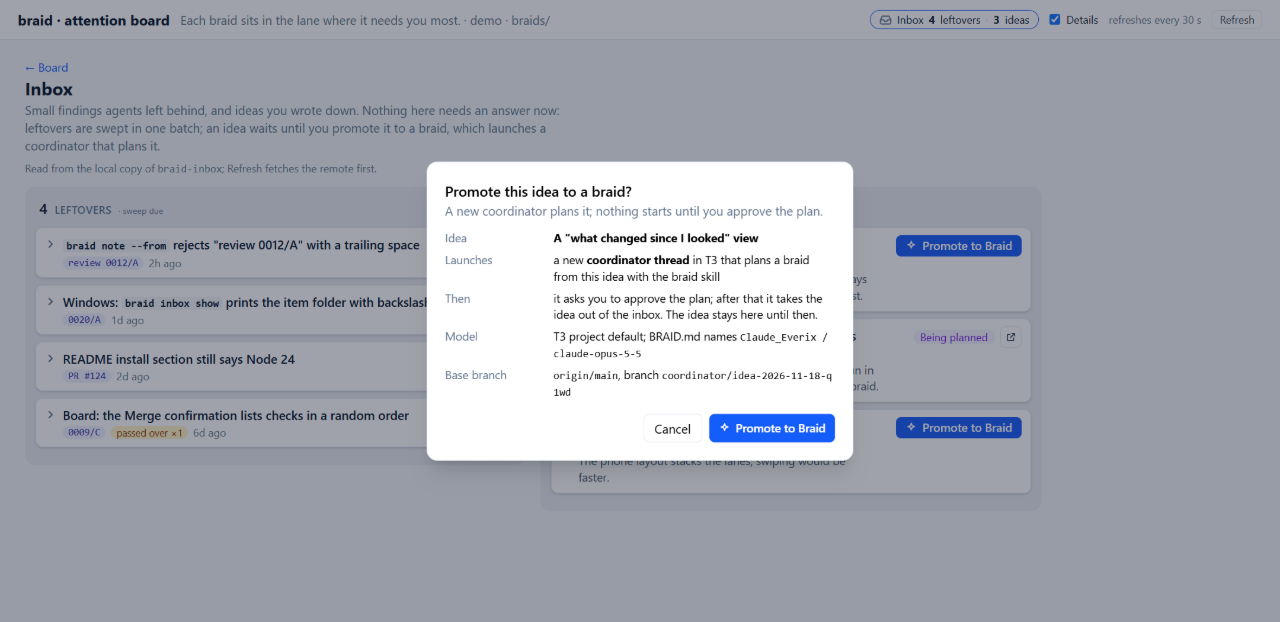 braid · attention board Each braid sits in the lane where it needs you most. · demo · braids/
Inbox 4 leftovers · 3 ideas Details refreshes every 30 s Refresh
← Board
Inbox
Small findings agents left behind, and ideas you wrote down. Nothing here needs an answer now:
leftovers are swept in one batch; an idea waits until you promote it to a braid, which launches a
coordinator that plans it.
Read from the local copy of braid-inbox; Refresh fetches the remote first.
4 LEFTOVERS · sweep due
braid note --from rejects "review 0012/A" with a trailing space
review 0012/A 2h ago
Windows: braid inbox show prints the item folder with backslas
0020/A 1d ago
README install section still says Node 24
PR #124 2d ago
Board: the Merge confirmation lists checks in a random order
0009/C passed over ×1 6d ago
Promote this idea to a braid?
A new coordinator plans it; nothing starts until you approve the plan.
Idea A "what changed since I looked" view
Launches a new coordinator thread in T3 that plans a braid
from this idea with the braid skill
Then it asks you to approve the plan; after that it takes the
idea out of the inbox. The idea stays here until then.
Model T3 project default; BRAID.md names Claude_Everix /
claude-opus-5-5
Base branch origin/main, branch coordinator/idea-2026-11-18-q
1wd
Cancel Promote to Braid
Promote to Braid
Being planned
Promote to Braid
The phone layout stacks the lanes; swiping would be
faster.